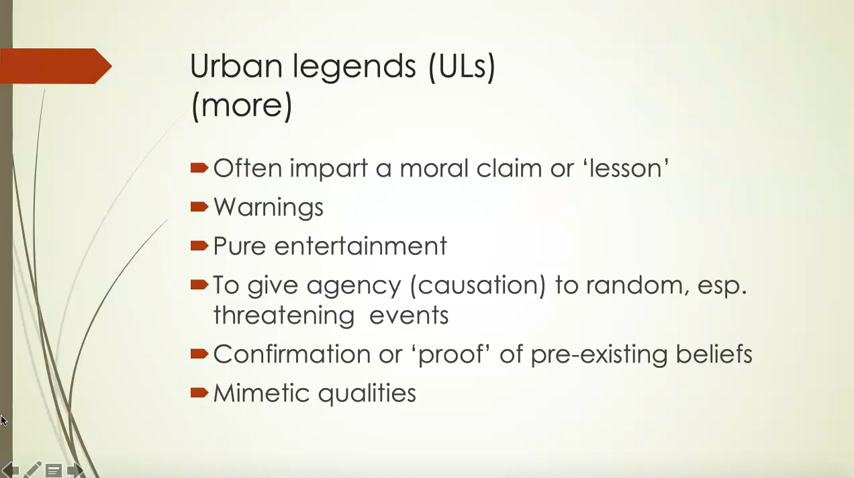 Urban legends (ULs)
(more)
Often impart a moral claim or ‘lesson’
Warnings
Pure entertainment
To give agency (causation) to random, esp.
threatening  events
Confirmation or ‘proof’ of pre-existing beliefs
Mimetic qualities